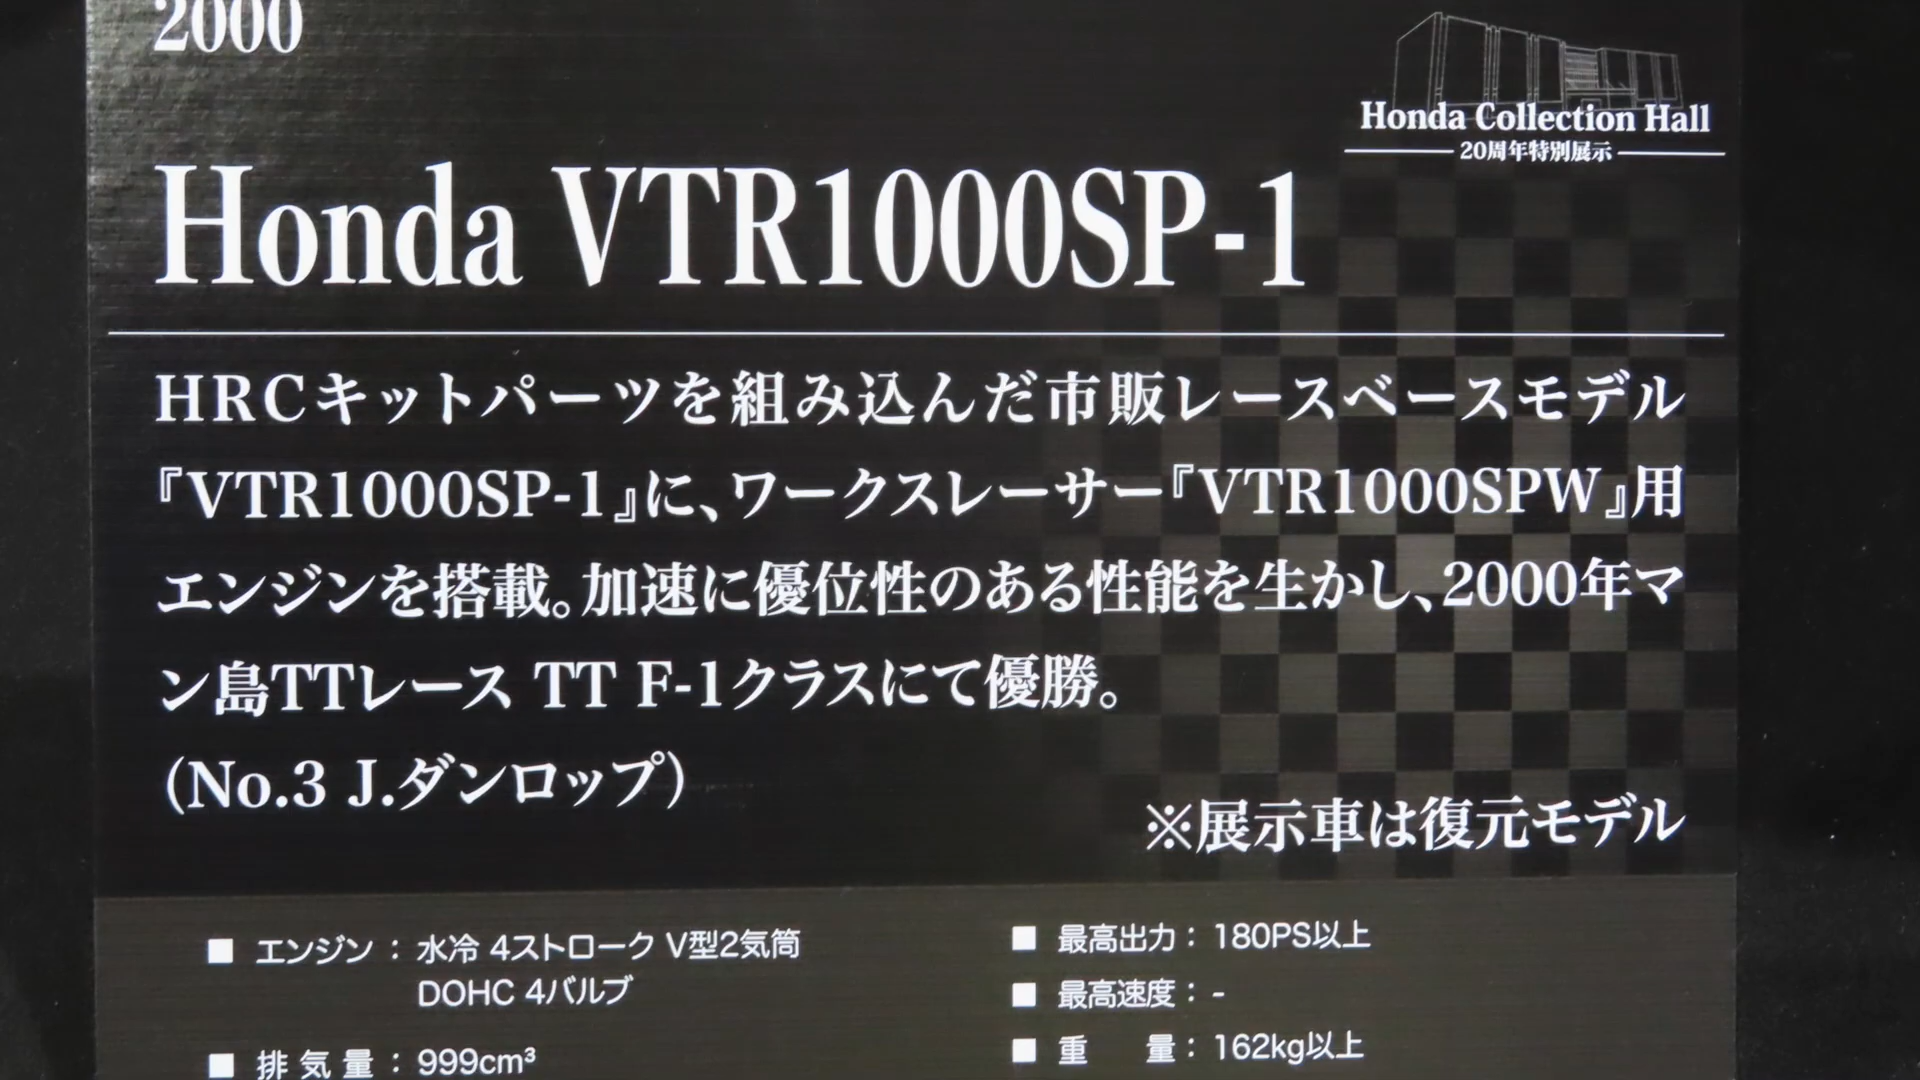 2000
Honda Collection Hall
20周年特別展示
Honda VTR1000SP-1
HRCキットパーツを組み込んだ市販レースベースモデル
『VTR1000SP-1』に、ワークスレーサー『VTR1000SPW』用
エンジンを搭載。加速に優位性のある性能を生かし、2000年マ
ン島TTレース TT F-1クラスにて優勝。
(No.3 J.ダンロップ)
※展示車は復元モデル
■ エンジン : 水冷 4ストローク V型2気筒
DOHC 4バルブ
■ 排気量 : 999cm³
■ 最高出力 : 180PS以上
■ 最高速度 : -
■ 重 量 : 162kg以上